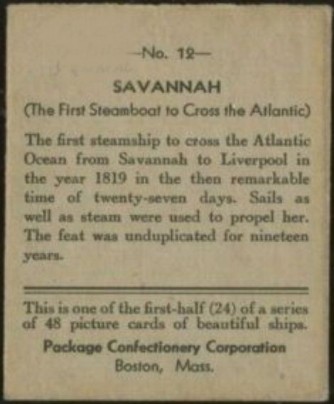 —No. 12—
SAVANNAH
(The First Steamboat to Cross the Atlantic)
The first steamship to cross the Atlantic
Ocean from Savannah to Liverpool in
the year 1819 in the then remarkable
time of twenty-seven days. Sails as
well as steam were used to propel her.
The feat was unduplicated for nineteen
years.
This is one of the first-half (24) of a series
of 48 picture cards of beautiful ships.
Package Confectionery Corporation
Boston, Mass.